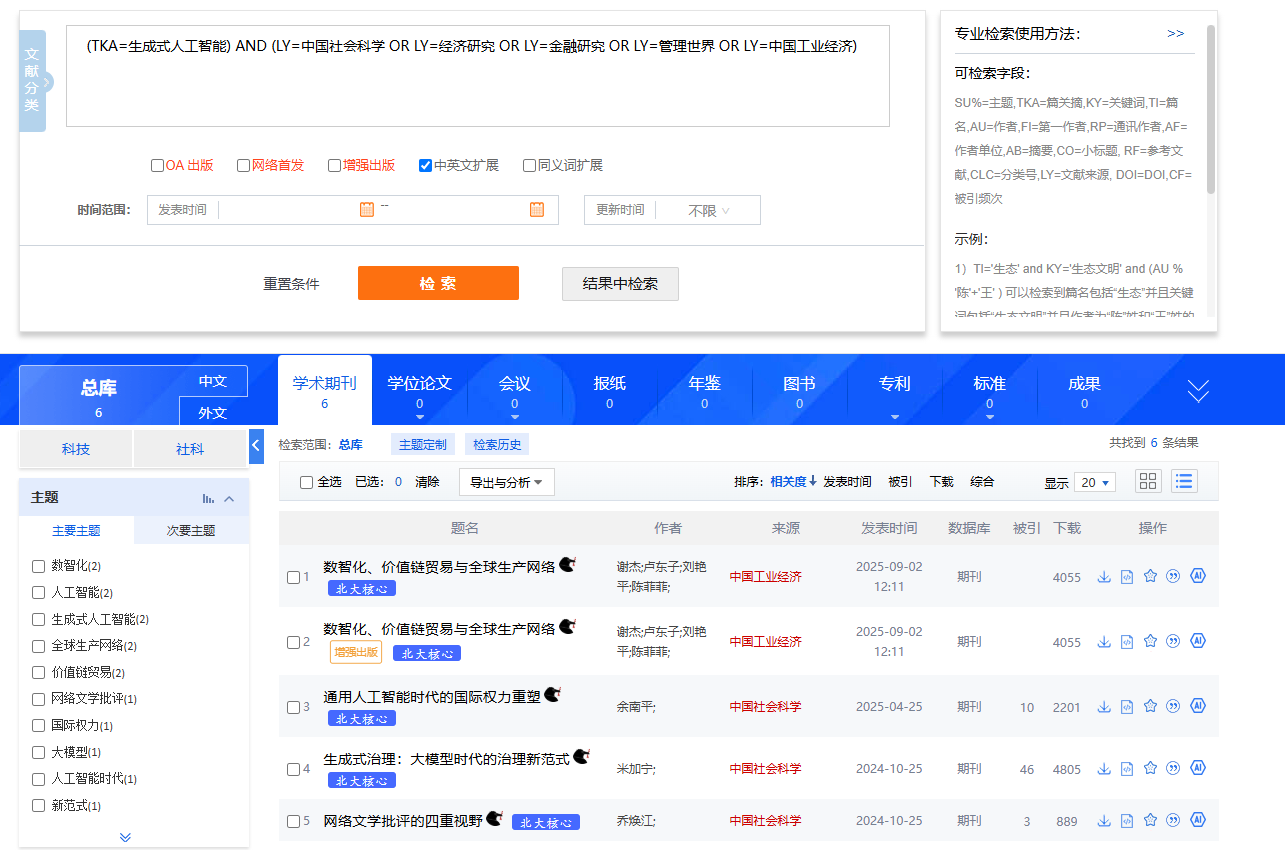 (TKA=生成式人工智能) AND (LY=中国社会科学 OR LY=经济研究 OR LY=金融研究 OR LY=管理世界 OR LY=中国工业经济)
文献分类
OA 出版 网络首发 增强出版 中英文扩展 同义词扩展
时间范围: 发表时间 -- 更新时间 不限
重置条件 检 索 结果中检索
专业检索使用方法: >>
可检索字段:
SU%=主题,TKA=篇关摘,KY=关键词,TI=篇
名,AU=作者,FI=第一作者,RP=通讯作者,AF=
作者单位,AB=摘要,CO=小标题, RF=参考文
献,CLC=分类号,LY=文献来源, DOI=DOI,CF=
被引频次
示例:
1）TI='生态' and KY='生态文明' and (AU %
'陈'+'王' ) 可以检索到篇名包括“生态”并且关键
词包括“生态文明”并且作者为“陈”姓和“王”姓的
总库 6 中文 外文
学术期刊 6 学位论文 0 会议 0 报纸 0 年鉴 0 图书 0 专利 标准 0 成果 0
科技 社科
检索范围: 总库 主题定制 检索历史 共找到 6 条结果
全选 已选: 0 清除 导出与分析 排序: 相关度 发表时间 被引 下载 综合 显示 20
主题
主要主题 次要主题
数智化(2)
人工智能(2)
生成式人工智能(2)
全球生产网络(2)
价值链贸易(2)
网络文学批评(1)
国际权力(1)
大模型(1)
人工智能时代(1)
新范式(1)
题名 作者 来源 发表时间 数据库 被引 下载 操作
1 数智化、价值链贸易与全球生产网络 北大核心 谢杰;卢东子;刘艳平;陈菲菲; 中国工业经济 2025-09-02 12:11 期刊 4055 AI
2 数智化、价值链贸易与全球生产网络 增强出版 北大核心 谢杰;卢东子;刘艳平;陈菲菲; 中国工业经济 2025-09-02 12:11 期刊 4055 AI
3 通用人工智能时代的国际权力重塑 北大核心 余南平; 中国社会科学 2025-04-25 期刊 10 2201 AI
4 生成式治理：大模型时代的治理新范式 北大核心 米加宁; 中国社会科学 2024-10-25 期刊 46 4805 AI
5 网络文学批评的四重视野 北大核心 乔焕江; 中国社会科学 2024-10-25 期刊 3 889 AI